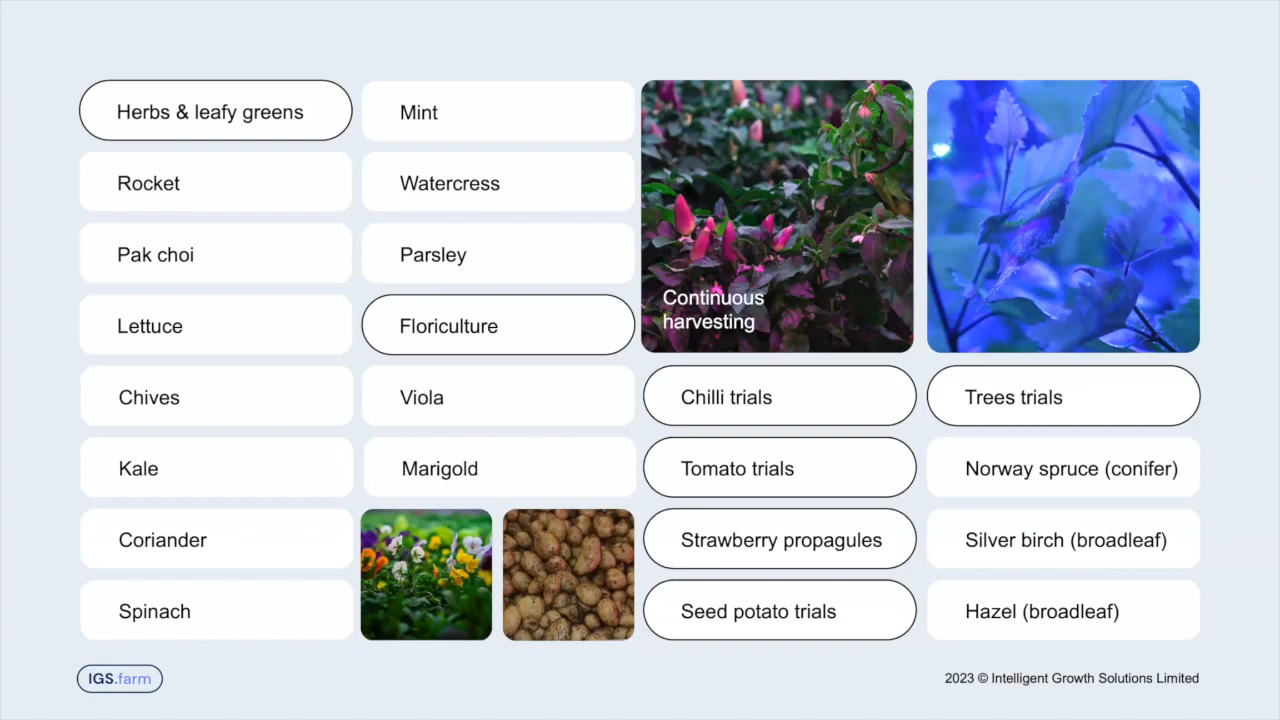 Herbs & leafy greens
Rocket
Pak choi
Lettuce
Chives
Kale
Coriander
Spinach
Mint
Watercress
Parsley
Floriculture
Viola
Marigold
Continuous
harvesting
Chilli trials
Tomato trials
Strawberry propagules
Seed potato trials
Trees trials
Norway spruce (conifer)
Silver birch (broadleaf)
Hazel (broadleaf)
IGS.farm
2023 © Intelligent Growth Solutions Limited